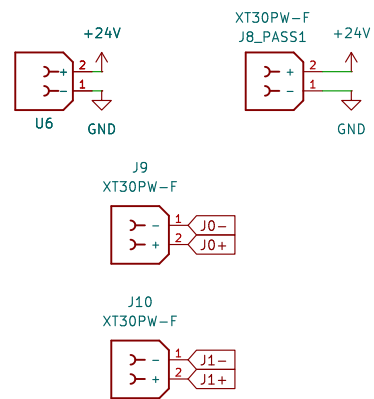 +24V
2 +
1 −
U6
GND
XT30PW-F
J8_PASS1
+24V
2 +
1 −
GND
J9
XT30PW-F
− 1 J0-
+ 2 J0+
J10
XT30PW-F
− 1 J1-
+ 2 J1+